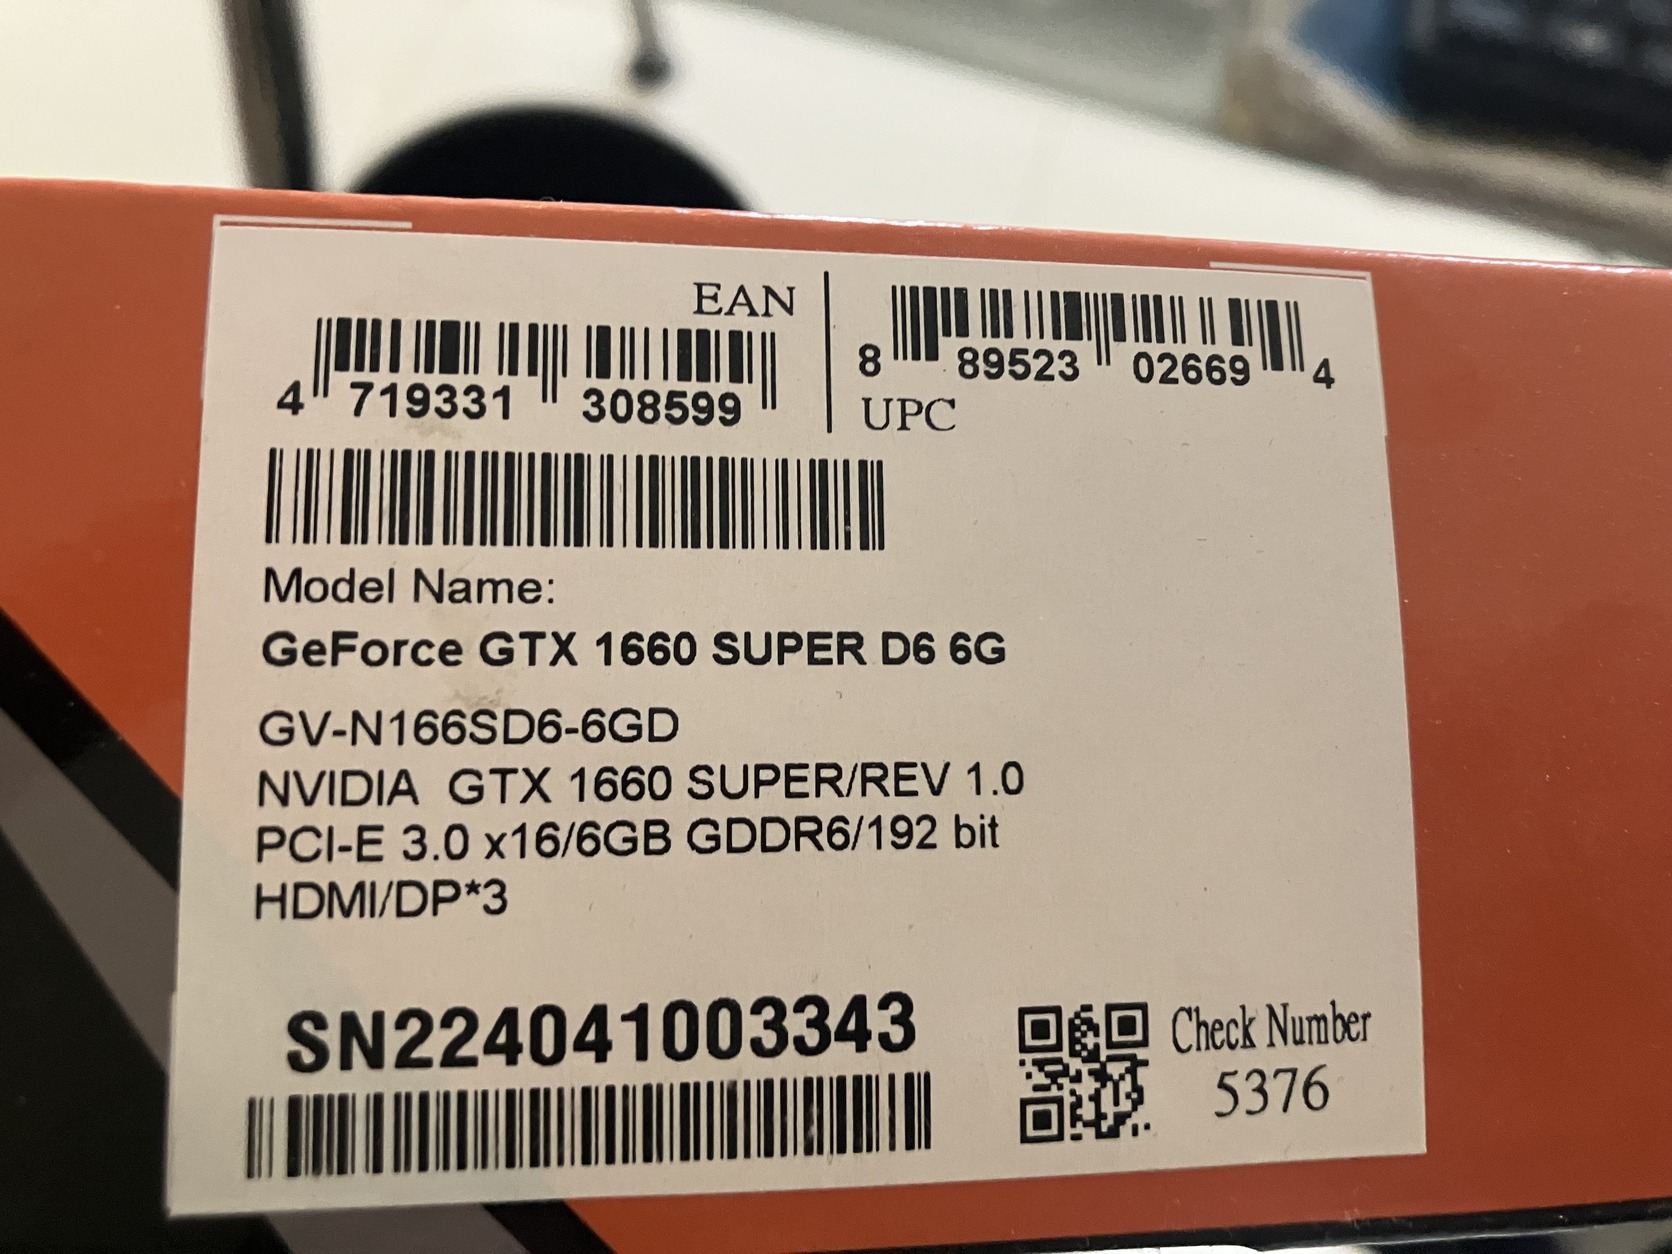 EAN
4 719331 308599
8 89523 02669 4
UPC
Model Name:
GeForce GTX 1660 SUPER D6 6G
GV-N166SD6-6GD
NVIDIA GTX 1660 SUPER/REV 1.0
PCI-E 3.0 x16/6GB GDDR6/192 bit
HDMI/DP*3
SN224041003343
Check Number
5376